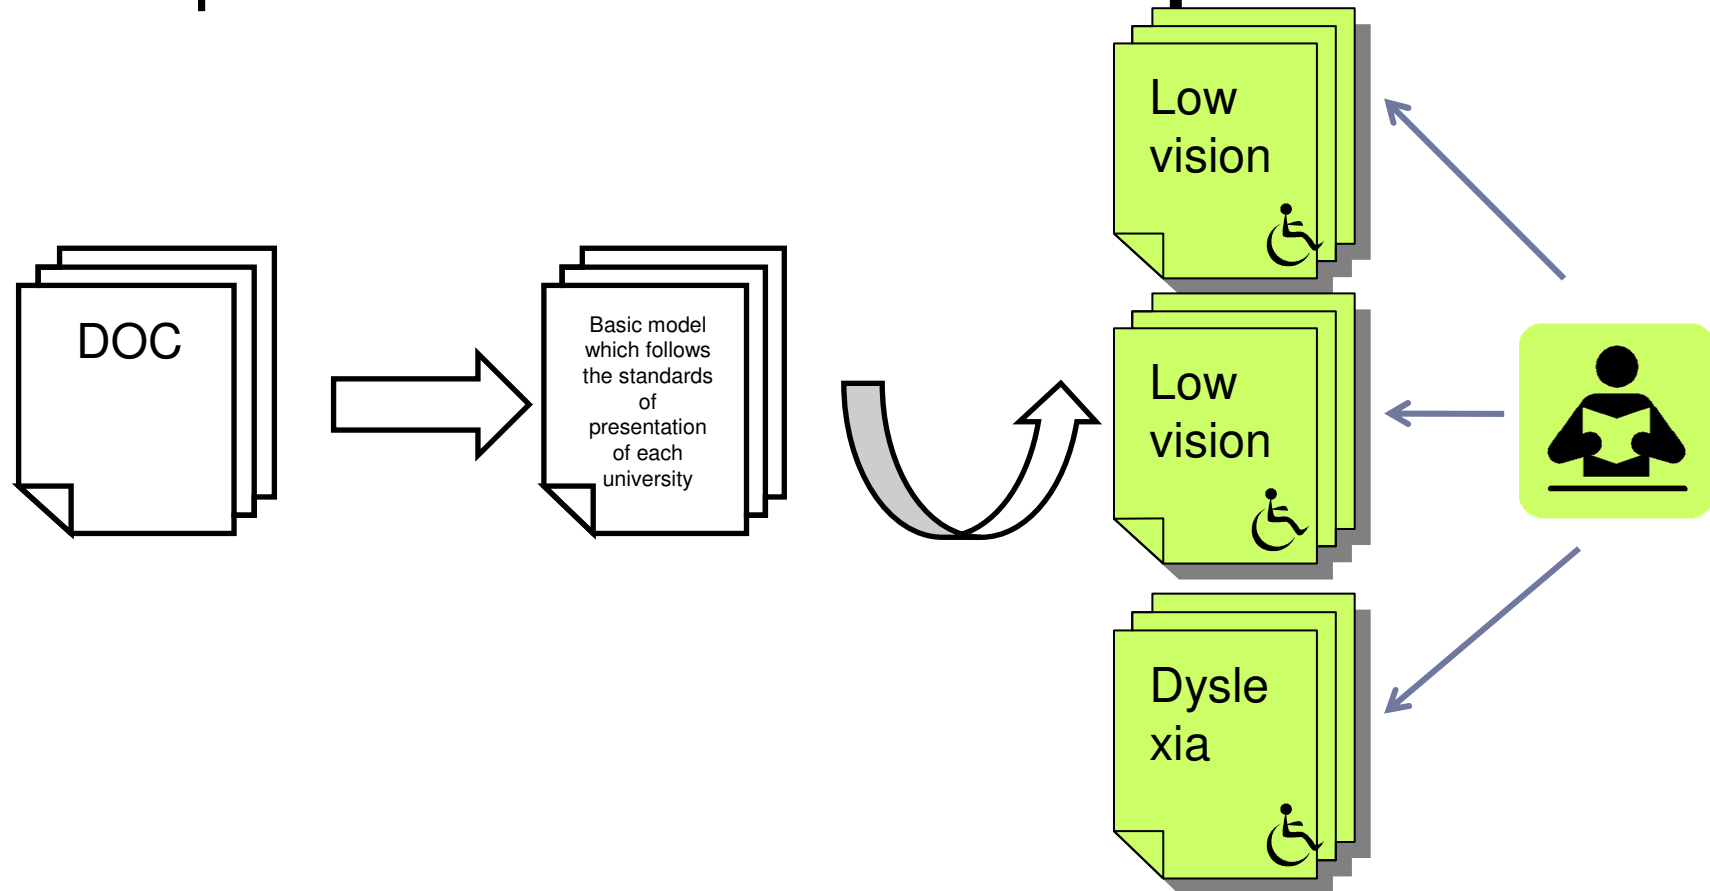 DOC
Basic model
which follows
the standards
of
presentation
of each
university
Low
vision
Low
vision
Dysle
xia